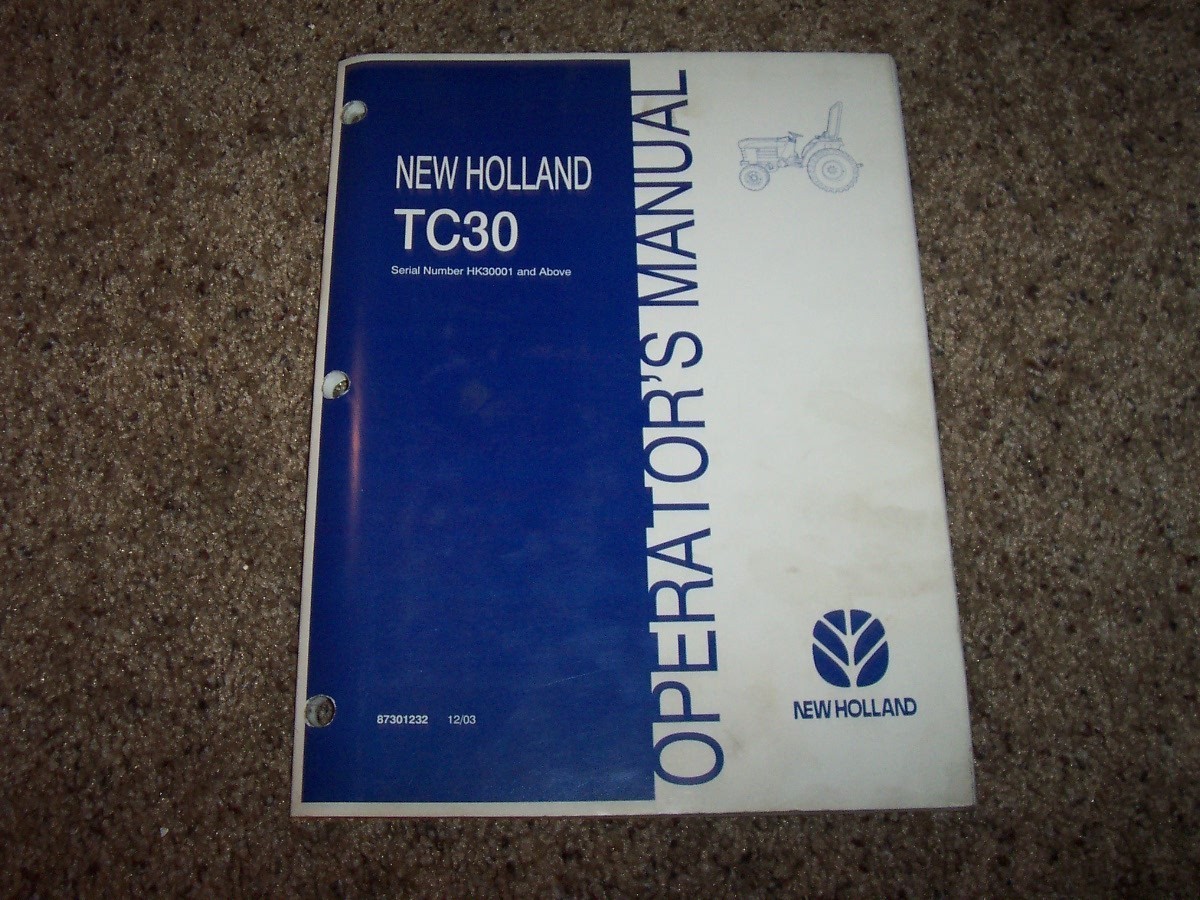 NEW HOLLAND
TC30
Serial Number HK30001 and Above
87301232 12/03
OPERATOR'S MANUAL
NEW HOLLAND